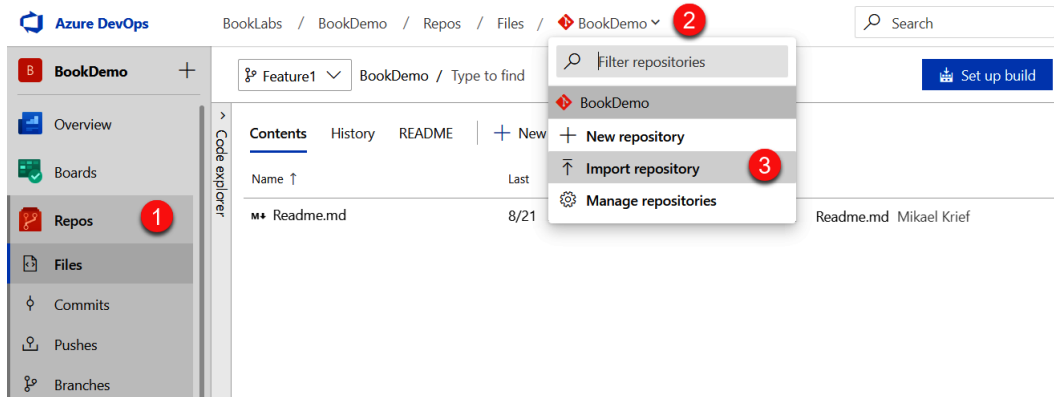 Azure DevOps
BookLabs / BookDemo / Repos / Files / BookDemo 2
Search
B BookDemo +
Filter repositories
Feature1 BookDemo / Type to find
Set up build
BookDemo
Overview
Code explorer
Contents History README + New
New repository
Boards
Import repository 3
Name ↑ Last
Manage repositories
Repos 1
M↓ Readme.md 8/21 Readme.md Mikael Krief
Files
Commits
Pushes
Branches